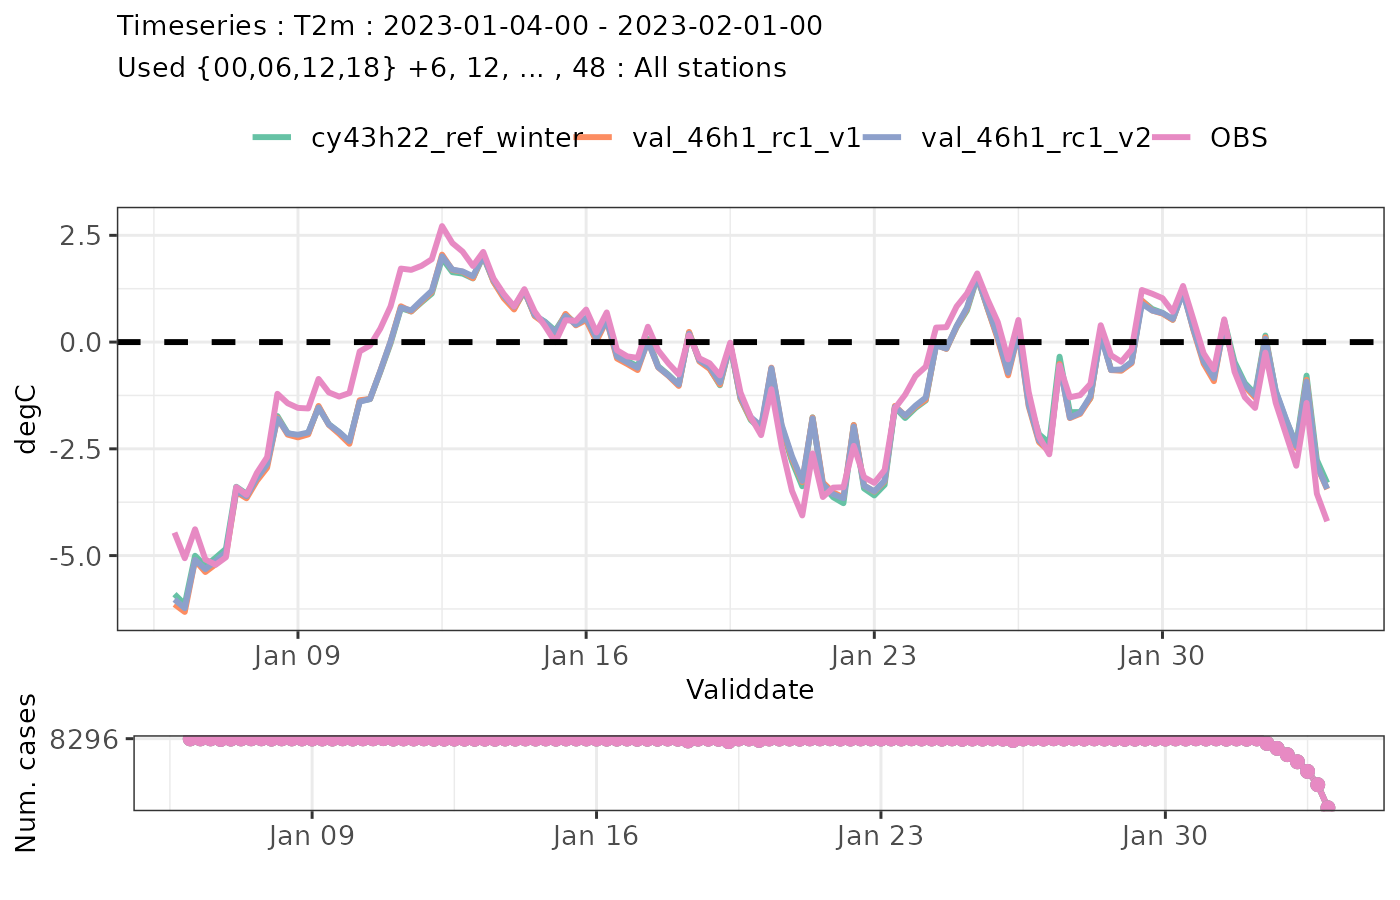 Timeseries : T2m : 2023-01-04-00 - 2023-02-01-00
Used {00,06,12,18} +6, 12, ... , 48 : All stations
cy43h22_ref_winter val_46h1_rc1_v1 val_46h1_rc1_v2 OBS
degC
2.5
0.0
-2.5
-5.0
Jan 09 Jan 16 Jan 23 Jan 30
Validdate
Num. cases
8296
Jan 09 Jan 16 Jan 23 Jan 30